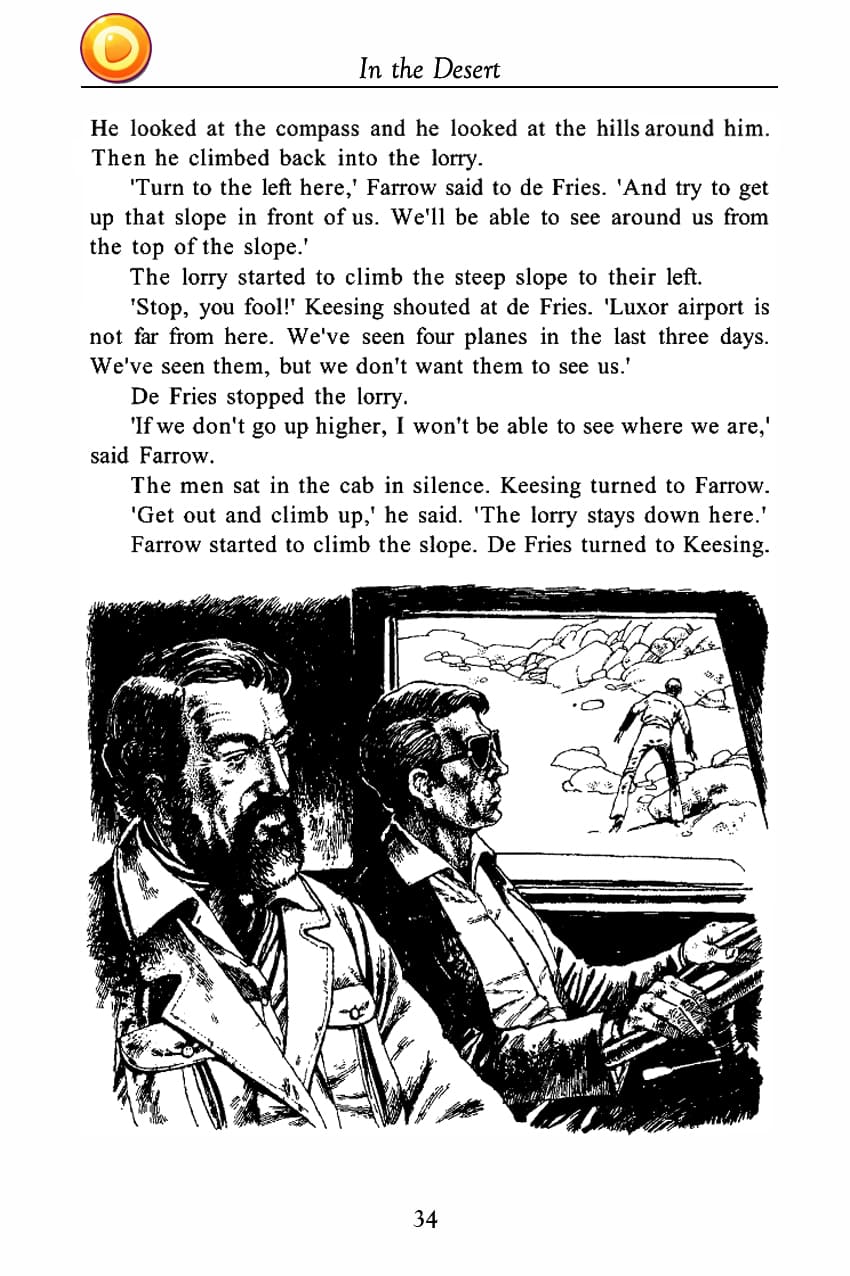 In the Desert
He looked at the compass and he looked at the hills around him.
Then he climbed back into the lorry.
'Turn to the left here,' Farrow said to de Fries. 'And try to get
up that slope in front of us. We'll be able to see around us from
the top of the slope.'
The lorry started to climb the steep slope to their left.
'Stop, you fool!' Keesing shouted at de Fries. 'Luxor airport is
not far from here. We've seen four planes in the last three days.
We've seen them, but we don't want them to see us.'
De Fries stopped the lorry.
'If we don't go up higher, I won't be able to see where we are,'
said Farrow.
The men sat in the cab in silence. Keesing turned to Farrow.
'Get out and climb up,' he said. 'The lorry stays down here.'
Farrow started to climb the slope. De Fries turned to Keesing.
34